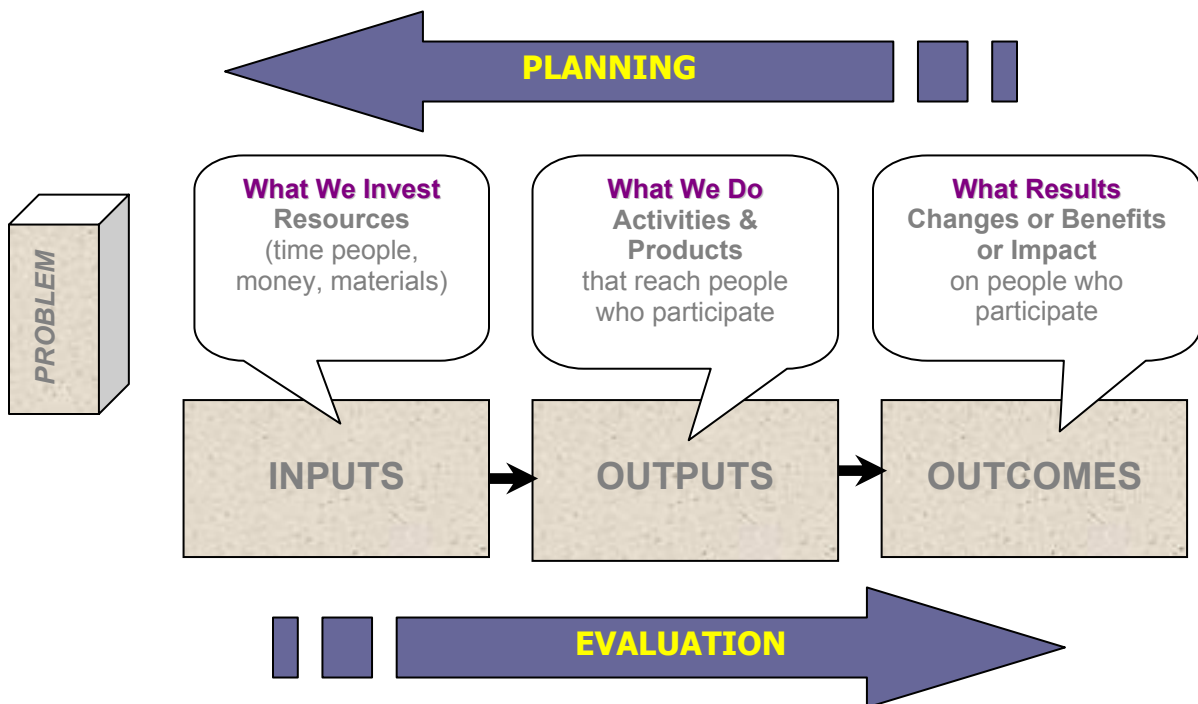 PLANNING
What We Invest
Resources
(time people,
money, materials)
What We Do
Activities &
Products
that reach people
who participate
What Results
Changes or Benefits
or Impact
on people who
participate
PROBLEM
INPUTS
OUTPUTS
OUTCOMES
EVALUATION